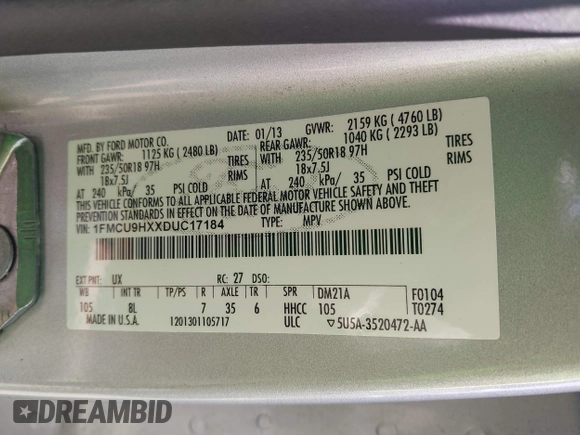 MFD. BY FORD MOTOR CO.
DATE: 01/13 GVWR: 2159 KG ( 4760 LB)
FRONT GAWR: 1125 KG ( 2480 LB) REAR GAWR: 1040 KG ( 2293 LB)
WITH 235/50R18 97H TIRES WITH 235/50R18 97H TIRES
18x7.5J RIMS 18x7.5J RIMS
AT 240 kPa/ 35 PSI COLD AT 240 kPa/ 35 PSI COLD
THIS VEHICLE CONFORMS TO ALL APPLICABLE FEDERAL MOTOR VEHICLE SAFETY AND THEFT
PREVENTION STANDARDS IN EFFECT ON THE DATE OF MANUFACTURE SHOWN ABOVE.
VIN: 1FMCU9HXXDUC17184
TYPE: MPV
EXT PNT: UX RC: 27 DSO:
WB INT TR TP/PS R AXLE TR SPR DM21A F0104
105 8L 7 35 6 HHCC 105 T0274
MADE IN U.S.A. 1201301105717 ULC ▽5U5A-3520472-AA
DREAMBID